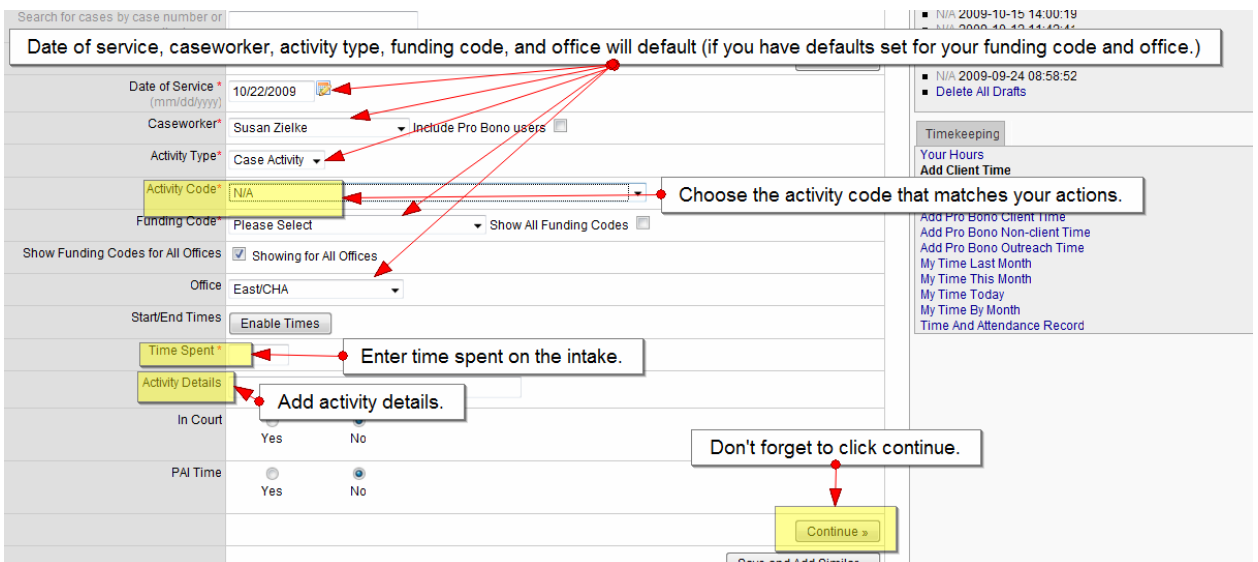 Search for cases by case number or
Date of service, caseworker, activity type, funding code, and office will default (if you have defaults set for your funding code and office.)
Date of Service * 10/22/2009
(mm/dd/yyyy)
Caseworker* Susan Zielke Include Pro Bono users
Activity Type* Case Activity
Activity Code* N/A
Choose the activity code that matches your actions.
Funding Code* Please Select Show All Funding Codes
Show Funding Codes for All Offices Showing for All Offices
Office East/CHA
Start/End Times Enable Times
Time Spent *
Enter time spent on the intake.
Activity Details
Add activity details.
In Court
Yes No
Don't forget to click continue.
PAI Time
Yes No
Continue »
Save and Add Similar
N/A 2009-10-15 14:00:19
N/A 2009-09-24 08:58:52
Delete All Drafts
Timekeeping
Your Hours
Add Client Time
Add Pro Bono Client Time
Add Pro Bono Non-client Time
Add Pro Bono Outreach Time
My Time Last Month
My Time This Month
My Time Today
My Time By Month
Time And Attendance Record